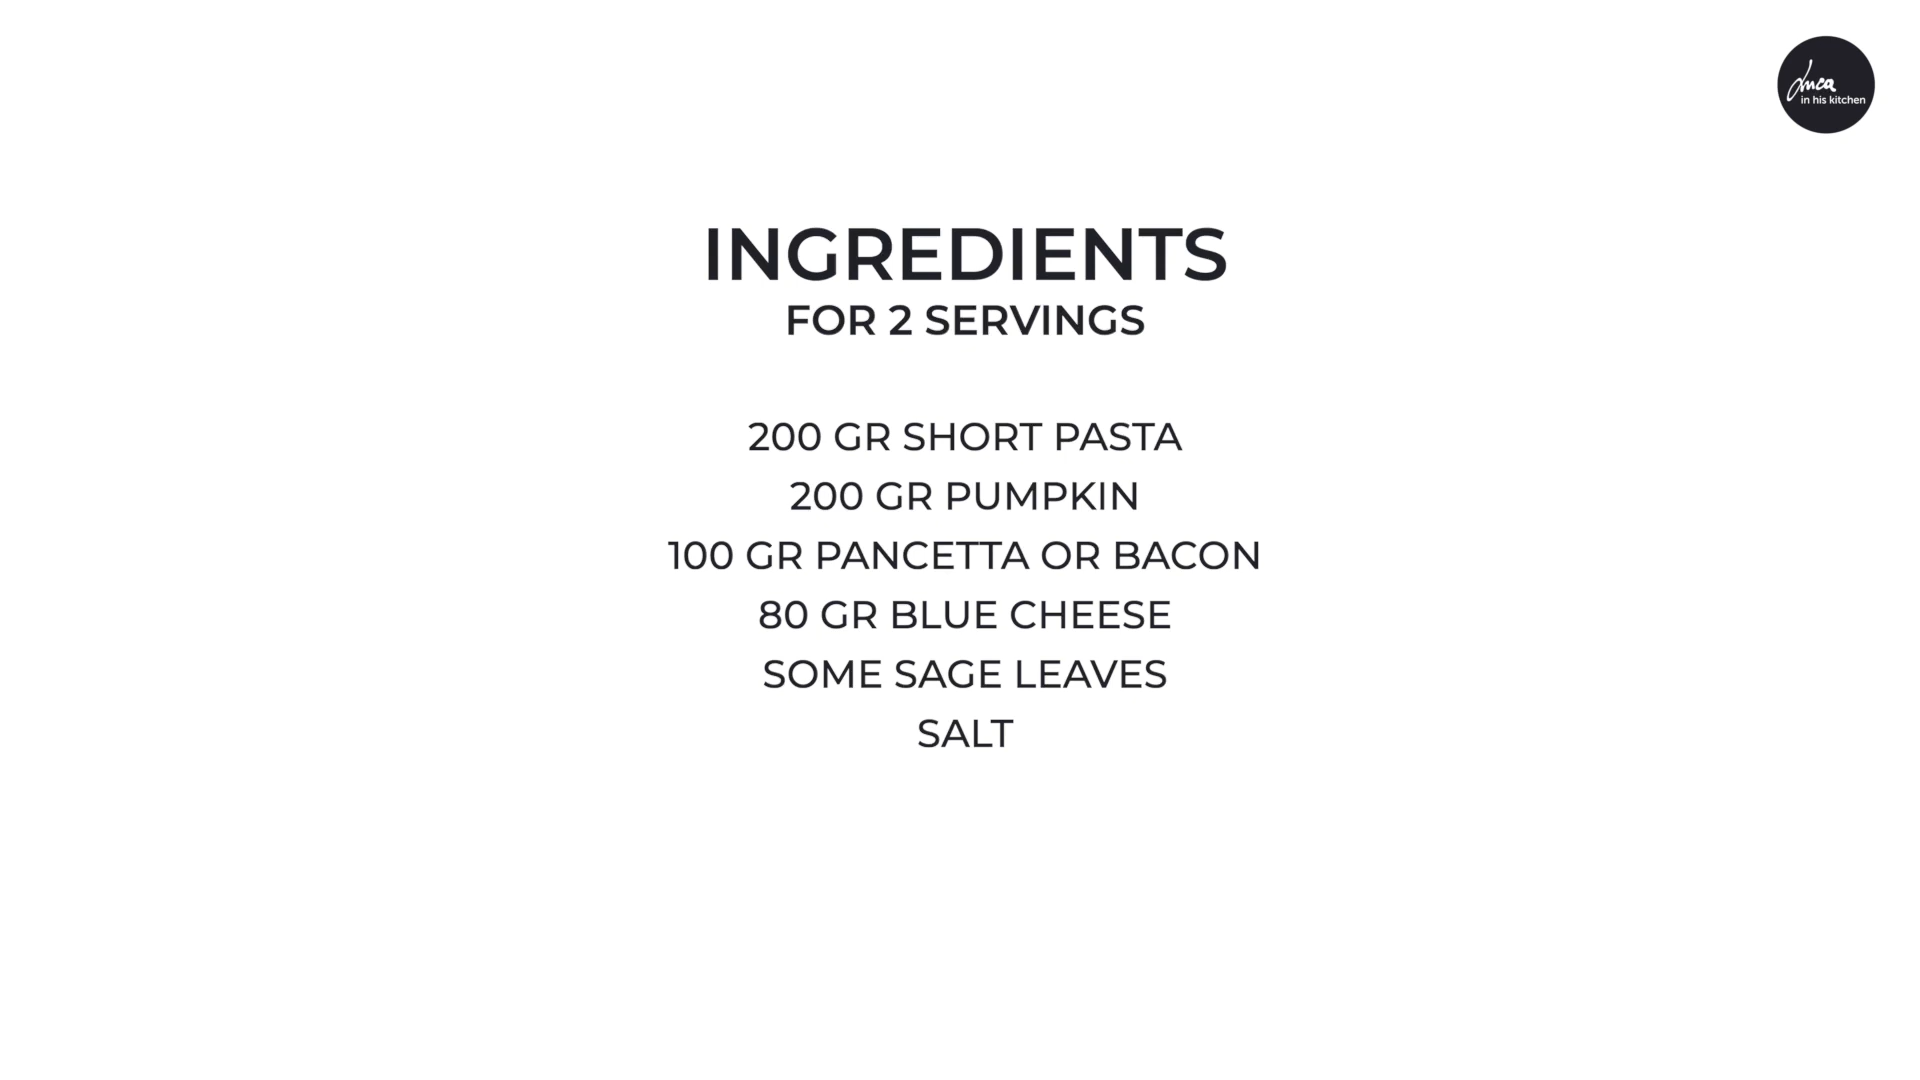 Luca
in his kitchen
INGREDIENTS
FOR 2 SERVINGS
200 GR SHORT PASTA
200 GR PUMPKIN
100 GR PANCETTA OR BACON
80 GR BLUE CHEESE
SOME SAGE LEAVES
SALT